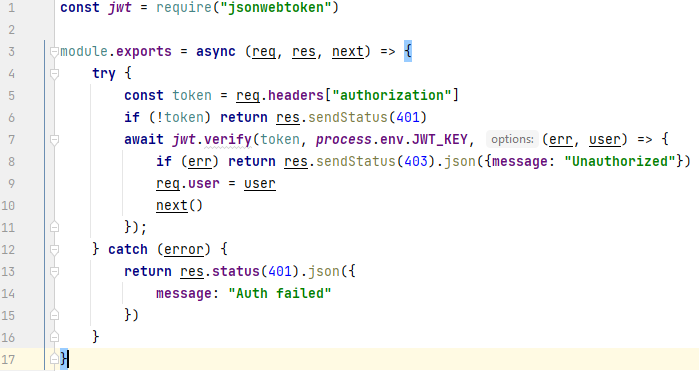 1 const jwt = require("jsonwebtoken")
2
3 module.exports = async (req, res, next) => {
4     try {
5         const token = req.headers["authorization"]
6         if (!token) return res.sendStatus(401)
7         await jwt.verify(token, process.env.JWT_KEY, options: (err, user) => {
8             if (err) return res.sendStatus(403).json({message: "Unauthorized"})
9             req.user = user
10             next()
11         });
12     } catch (error) {
13         return res.status(401).json({
14             message: "Auth failed"
15         })
16     }
17 }